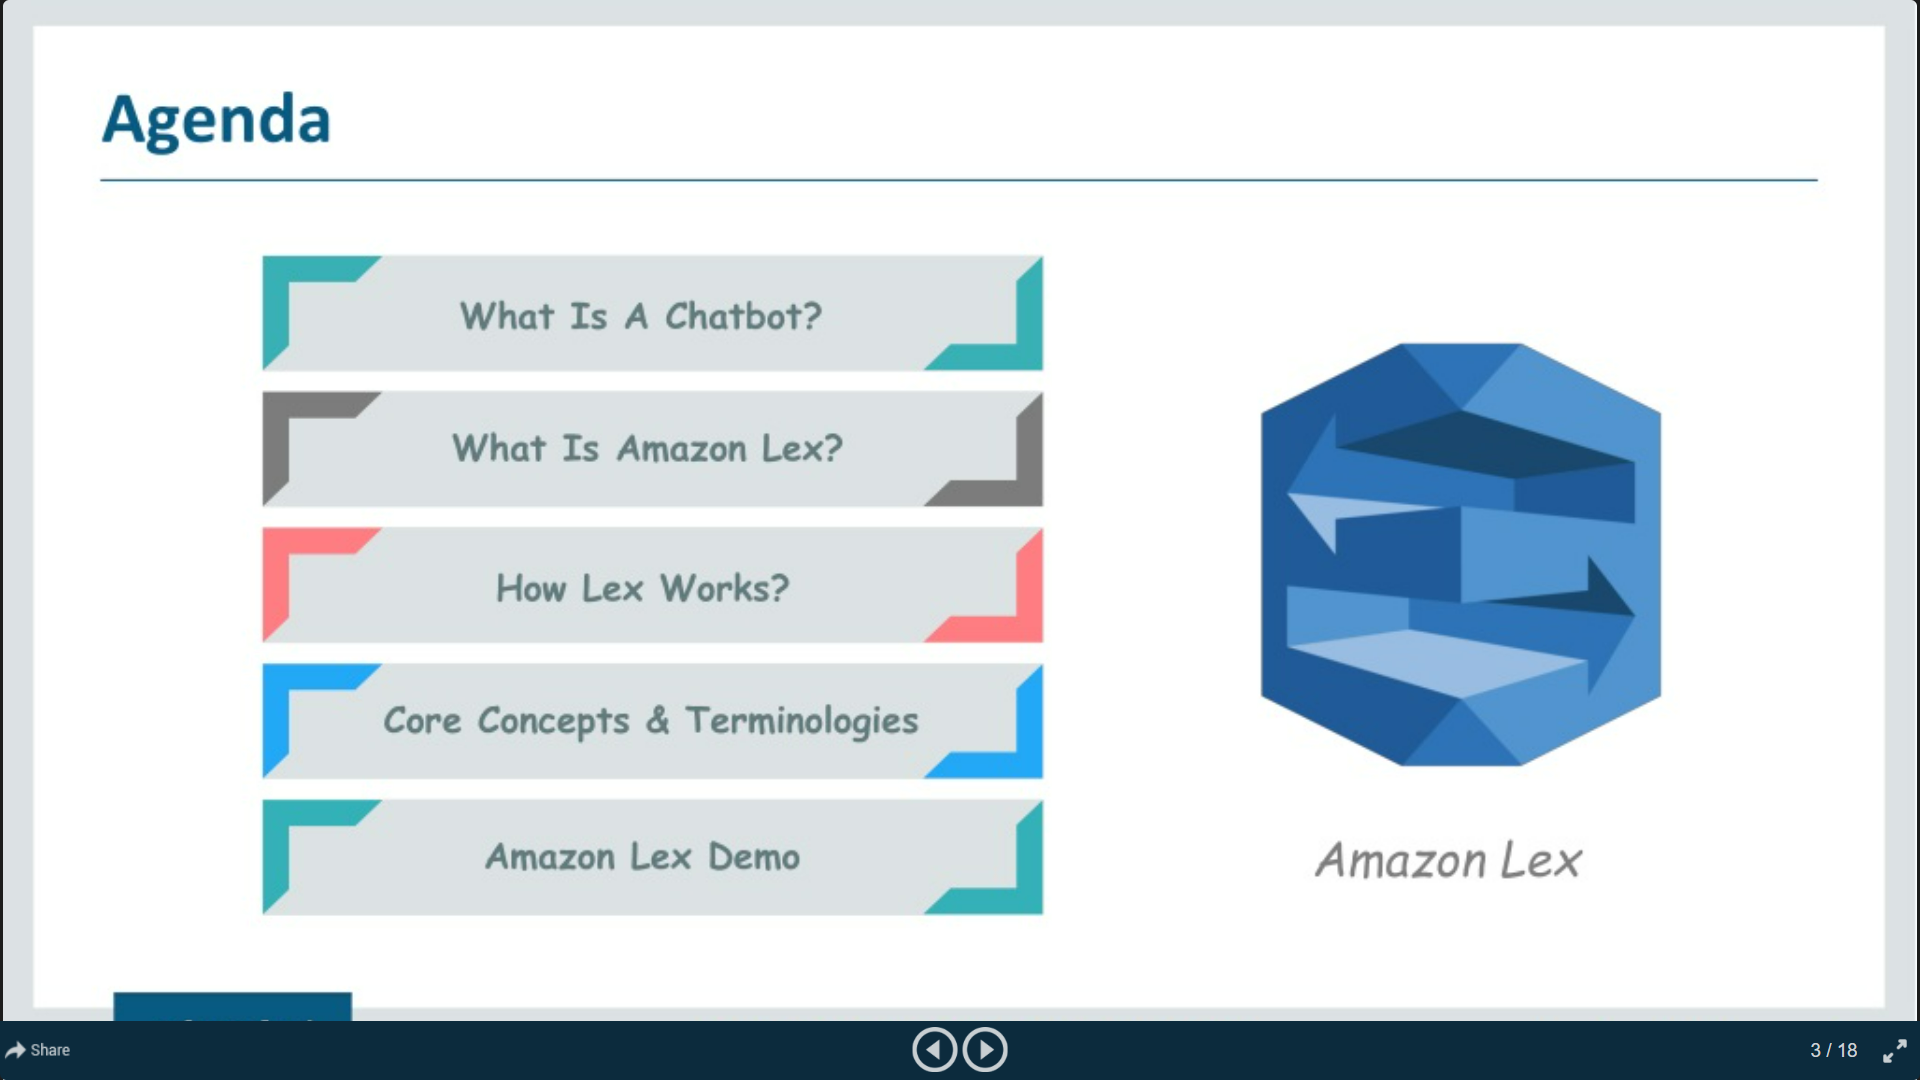 Agenda
What Is A Chatbot?
What Is Amazon Lex?
How Lex Works?
Core Concepts & Terminologies
Amazon Lex Demo
Amazon Lex
Share
3 / 18